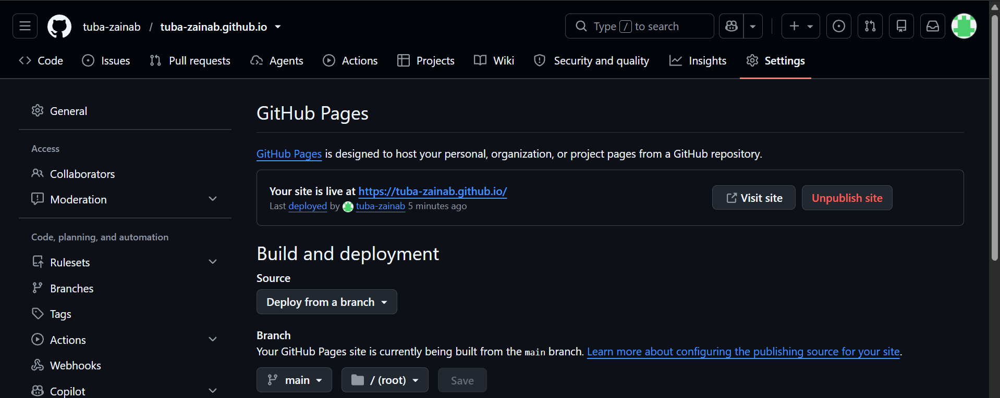 tuba-zainab / tuba-zainab.github.io
Type / to search
Code
Issues
Pull requests
Agents
Actions
Projects
Wiki
Security and quality
Insights
Settings
General
Access
Collaborators
Moderation
Code, planning, and automation
Rulesets
Branches
Tags
Actions
Webhooks
Copilot
GitHub Pages
GitHub Pages is designed to host your personal, organization, or project pages from a GitHub repository.
Your site is live at https://tuba-zainab.github.io/
Last deployed by tuba-zainab 5 minutes ago
Visit site
Unpublish site
Build and deployment
Source
Deploy from a branch
Branch
Your GitHub Pages site is currently being built from the main branch. Learn more about configuring the publishing source for your site.
main
/ (root)
Save